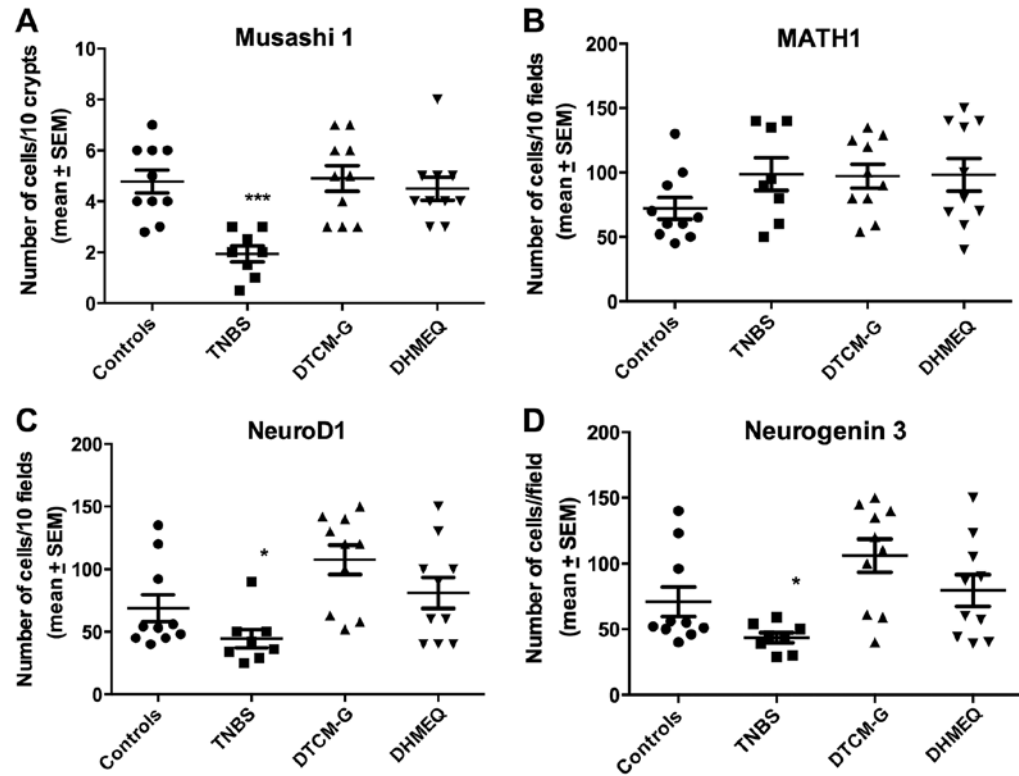 A
Musashi 1
Number of cells/10 crypts
(mean ± SEM)
10
8
6
4
2
0
***
Controls
TNBS
DTCM-G
DHMEQ
B
MATH1
Number of cells/10 fields
(mean ± SEM)
200
150
100
50
0
Controls
TNBS
DTCM-G
DHMEQ
C
NeuroD1
Number of cells/10 fields
(mean ± SEM)
200
150
100
50
0
*
Controls
TNBS
DTCM-G
DHMEQ
D
Neurogenin 3
Number of cells//field
(mean ± SEM)
200
150
100
50
0
*
Controls
TNBS
DTCM-G
DHMEQ